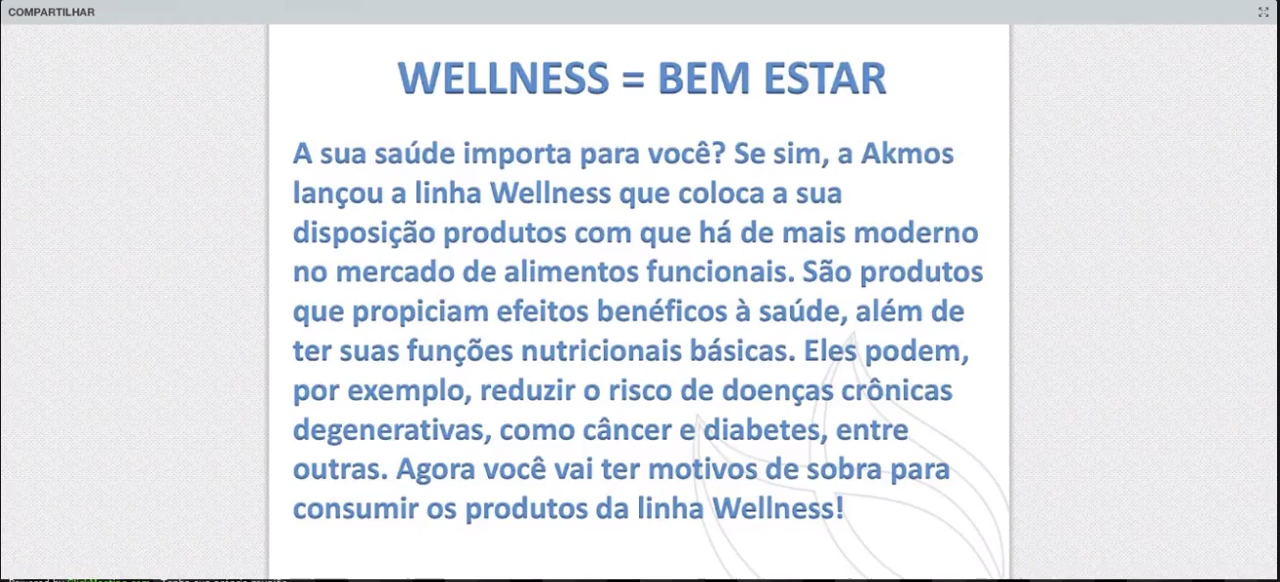 COMPARTILHAR
WELLNESS = BEM ESTAR
A sua saúde importa para você? Se sim, a Akmos
lançou a linha Wellness que coloca a sua
disposição produtos com que há de mais moderno
no mercado de alimentos funcionais. São produtos
que propiciam efeitos benéficos à saúde, além de
ter suas funções nutricionais básicas. Eles podem,
por exemplo, reduzir o risco de doenças crônicas
degenerativas, como câncer e diabetes, entre
outras. Agora você vai ter motivos de sobra para
consumir os produtos da linha Wellness!